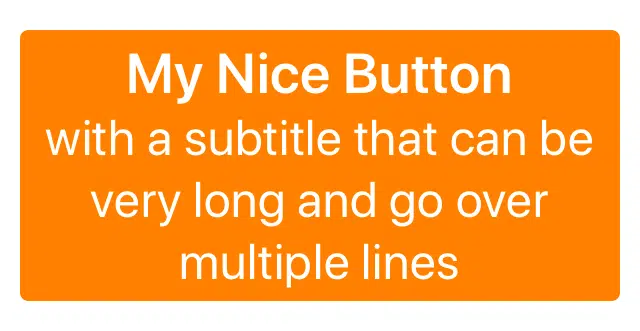 My Nice Button
with a subtitle that can be
very long and go over
multiple lines